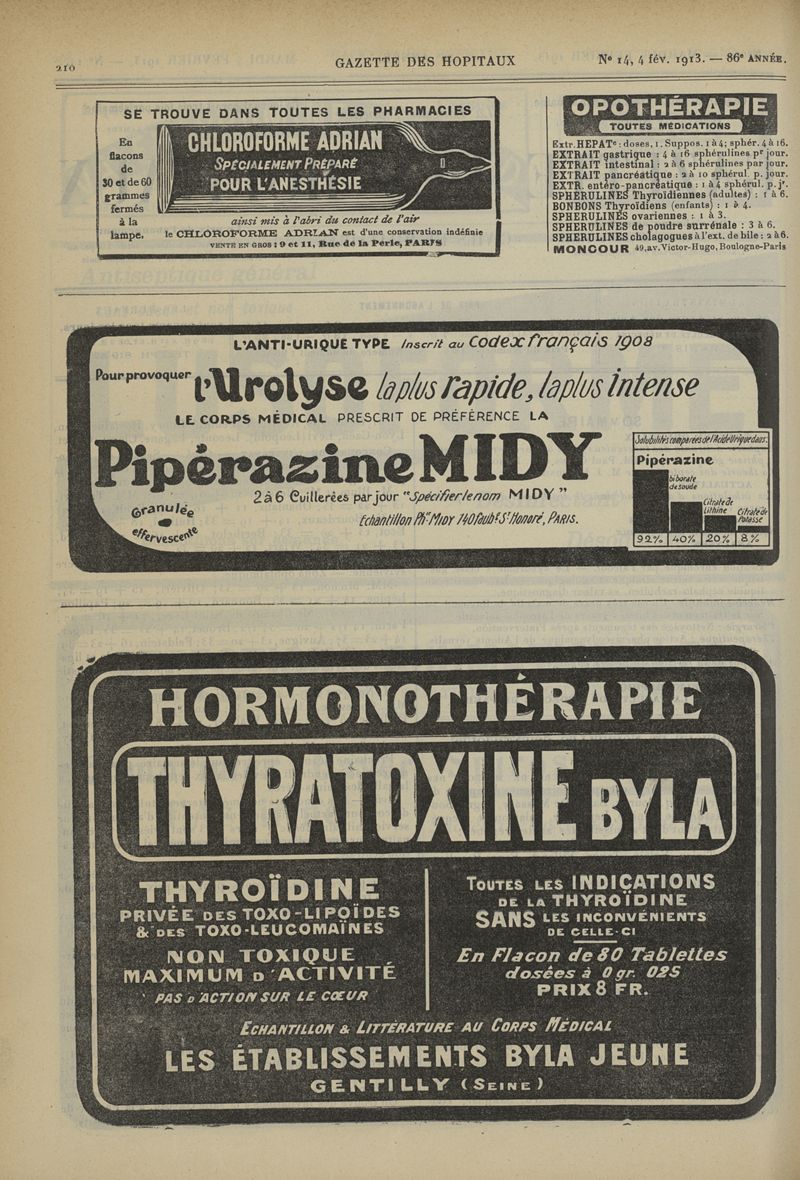 210
GAZETTE DES HOPITAUX
Nº 14, 4 fév. 1913. — 86e ANNÉE.
SE TROUVE DANS TOUTES LES PHARMACIES
En
flacons
de
30 et de 60
grammes
fermés
à la
lampe,
CHLOROFORME ADRIAN
SPÉCIALEMENT PRÉPARÉ
POUR L'ANESTHÉSIE
ainsi mis à l'abri du contact de l'air
le CHLOROFORME ADRIAN est d'une conservation indéfinie
VENTE EN GROS : 9 et 11, Rue de la Perle, PARIS
OPOTHÉRAPIE
TOUTES MÉDICATIONS
Extr. HEPATe : doses, 1. Suppos. 1 à 4; sphér. 4 à 16.
EXTRAIT gastrique : 4 à 16 sphérulines pr jour.
EXTRAIT intestinal : 2 à 6 sphérulines par jour.
EXTRAIT pancréatique : 2 à 10 sphérul. p. jour.
EXTR. entéro-pancréatique : 1 à 4 sphérul. p. jr.
SPHÉRULINES Thyroïdiennes (adultes) : 1 à 6.
BONBONS Thyroïdiens (enfants) : 1 à 4.
SPHERULINES ovariennes : 1 à 3.
SPHERULINES de poudre surrénale : 3 à 6.
SPHERULINES cholagogues à l'ext. de bile : 2 à 6.
MONCOUR 49, av. Victor-Hugo, Boulogne-Paris
L'ANTI-URIQUE TYPE Inscrit au Codex français 1908
Pour provoquer l'Urolyse la plus rapide, la plus intense
LE CORPS MÉDICAL PRESCRIT DE PRÉFÉRENCE LA
Pipérazine MIDY
2 à 6 Cuillerées par jour "Spécifier le nom MIDY"
Granulée
effervescente
Echantillon Phie MIDY 140 Faubg St Honoré, PARIS.
Solubilités comparées de l'Acide Urique dans:
Pipérazine
biborate
de soude
Citrate de
Lithine
Citrate de
Potasse
92% 40% 20% 8%
HORMONOTHÉRAPIE
THYRATOXINE BYLA
THYROÏDINE
PRIVÉE DES TOXO-LIPOÏDES
& DES TOXO-LEUCOMAÏNES
NON TOXIQUE
MAXIMUM D'ACTIVITÉ
PAS D'ACTION SUR LE CŒUR
TOUTES LES INDICATIONS
DE LA THYROÏDINE
SANS LES INCONVÉNIENTS
DE CELLE-CI
En Flacon de 80 Tablettes
dosées à 0 gr. 025
PRIX 8 FR.
ECHANTILLON & LITTÉRATURE AU CORPS MÉDICAL
LES ÉTABLISSEMENTS BYLA JEUNE
GENTILLY (SEINE)